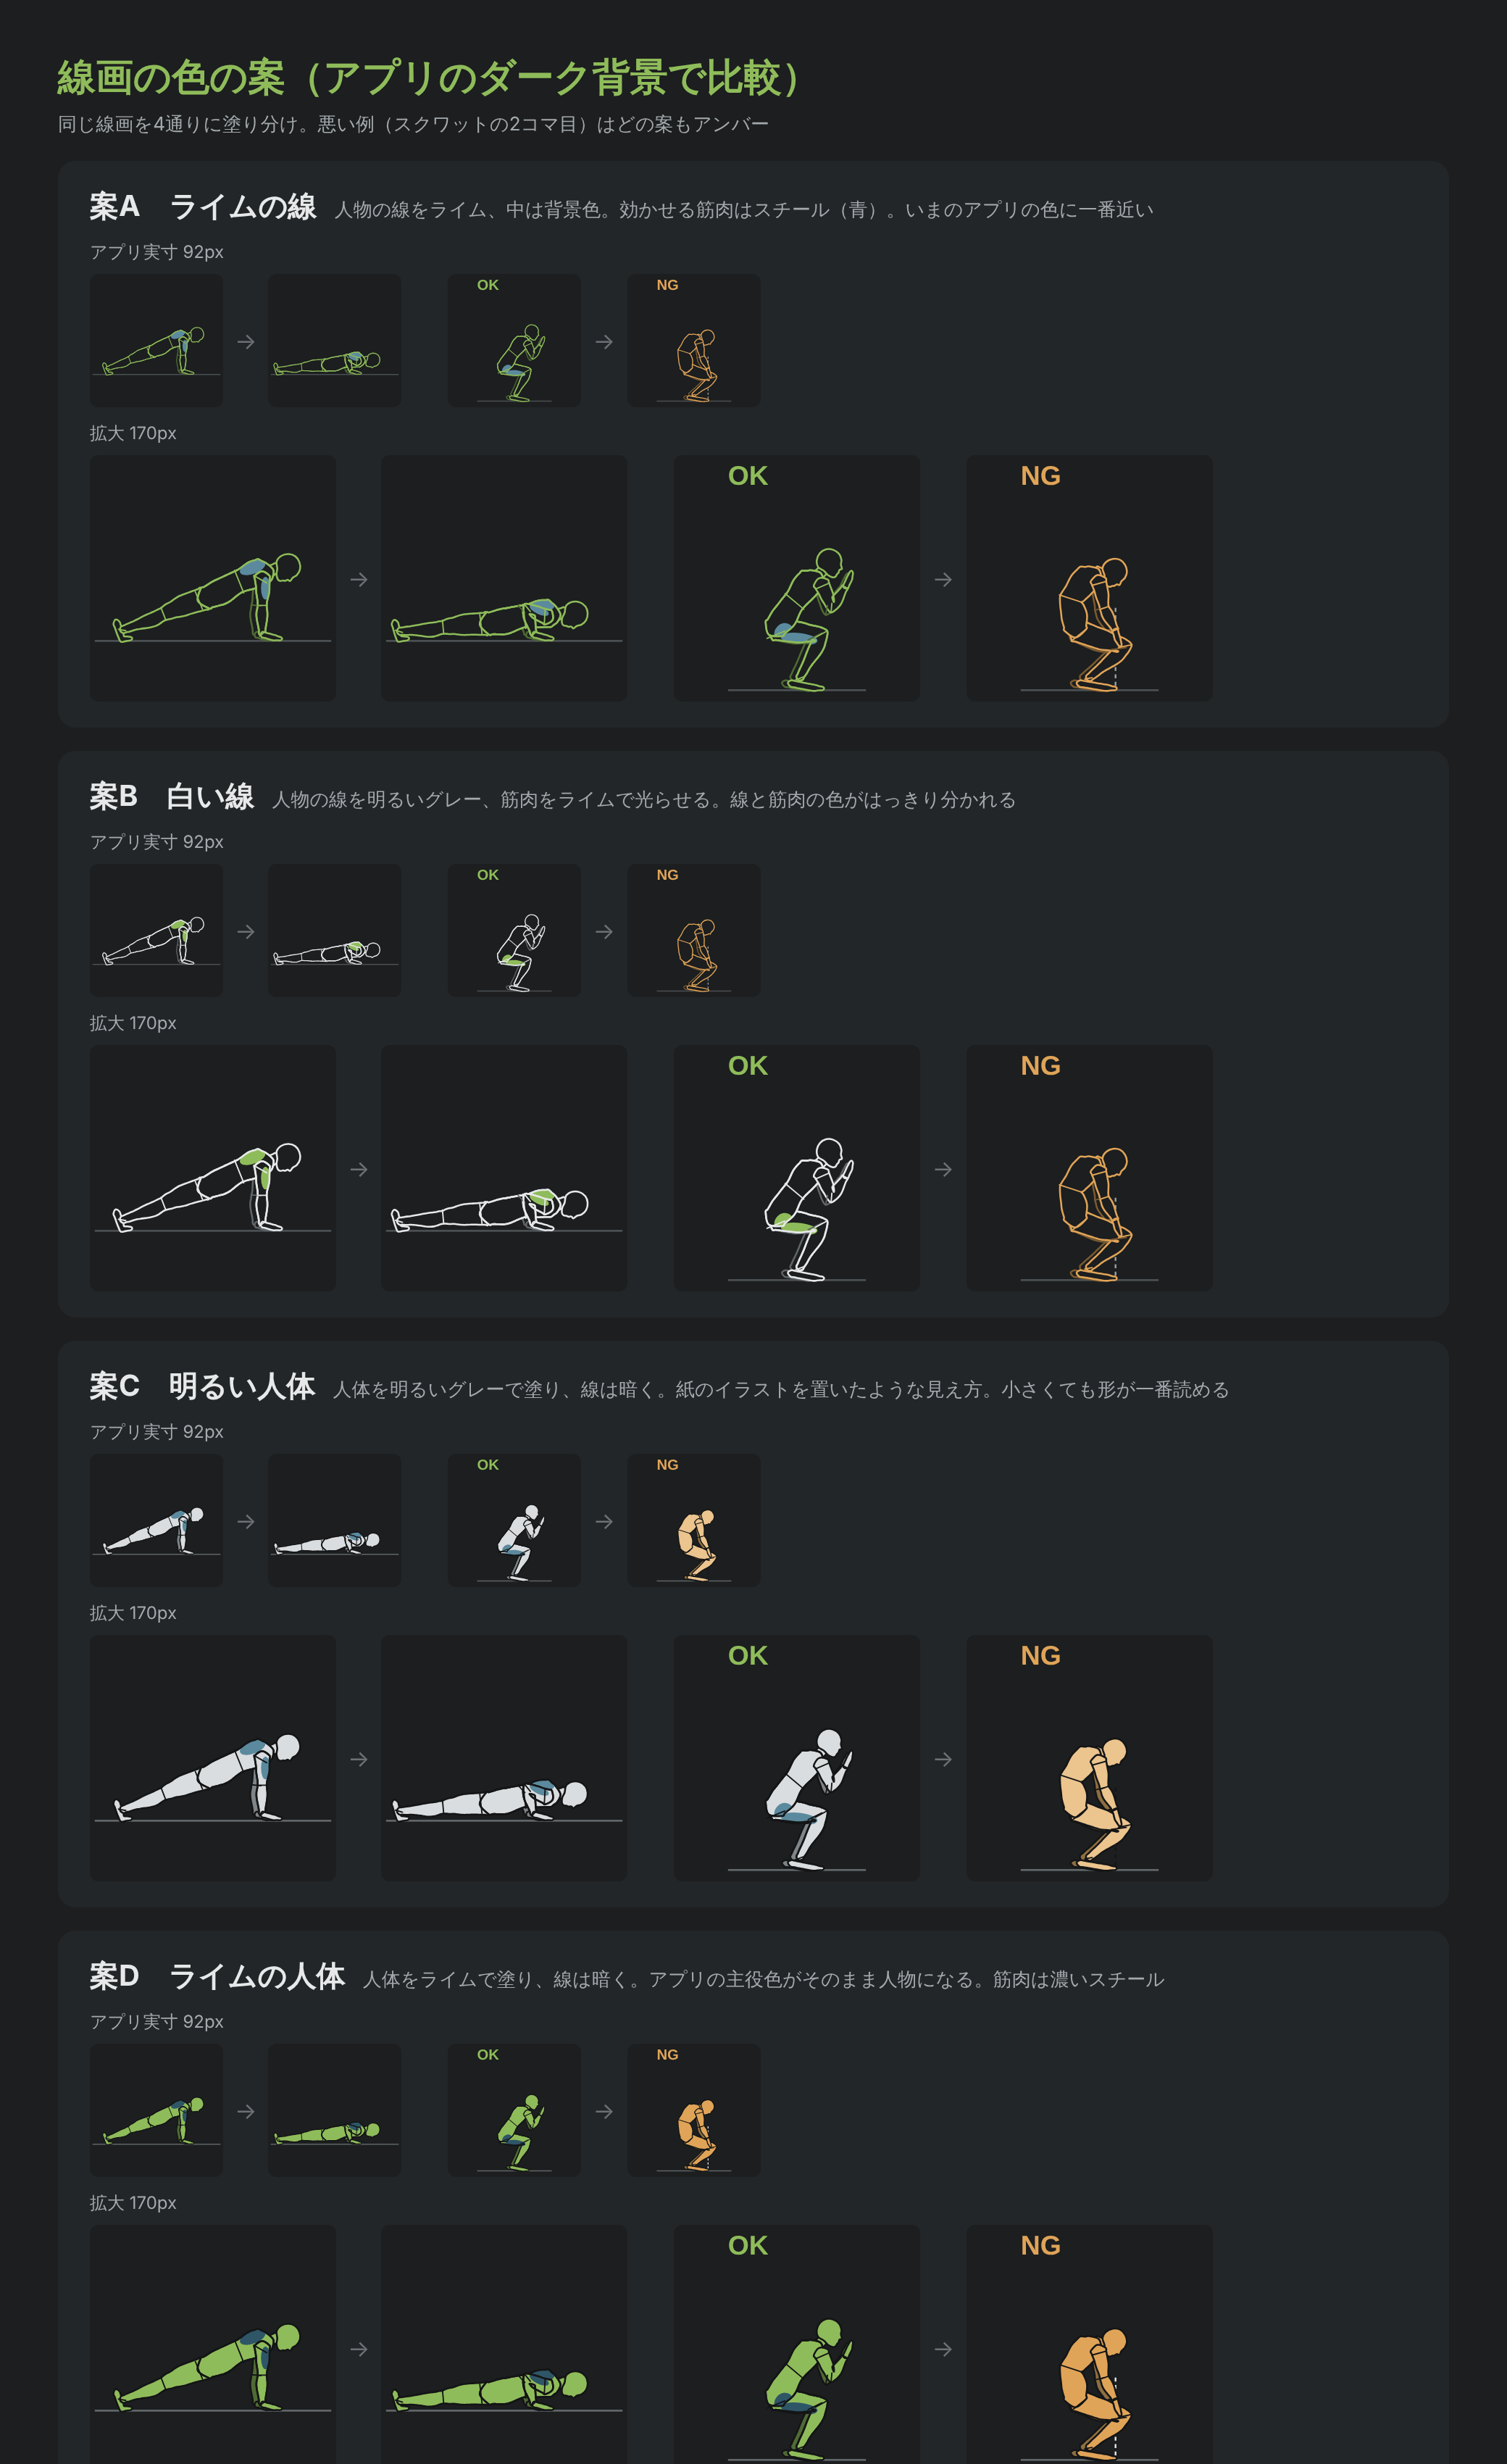 線画の色の案（アプリのダーク背景で比較）
同じ線画を4通りに塗り分け。悪い例（スクワットの2コマ目）はどの案もアンバー
案A　ライムの線　人物の線をライム、中は背景色。効かせる筋肉はスチール（青）。いまのアプリの色に一番近い
アプリ実寸 92px
→ OK → NG
拡大 170px
→ OK → NG
案B　白い線　人物の線を明るいグレー、筋肉をライムで光らせる。線と筋肉の色がはっきり分かれる
アプリ実寸 92px
→ OK → NG
拡大 170px
→ OK → NG
案C　明るい人体　人体を明るいグレーで塗り、線は暗く。紙のイラストを置いたような見え方。小さくても形が一番読める
アプリ実寸 92px
→ OK → NG
拡大 170px
→ OK → NG
案D　ライムの人体　人体をライムで塗り、線は暗く。アプリの主役色がそのまま人物になる。筋肉は濃いスチール
アプリ実寸 92px
→ OK → NG
拡大 170px
→ OK → NG